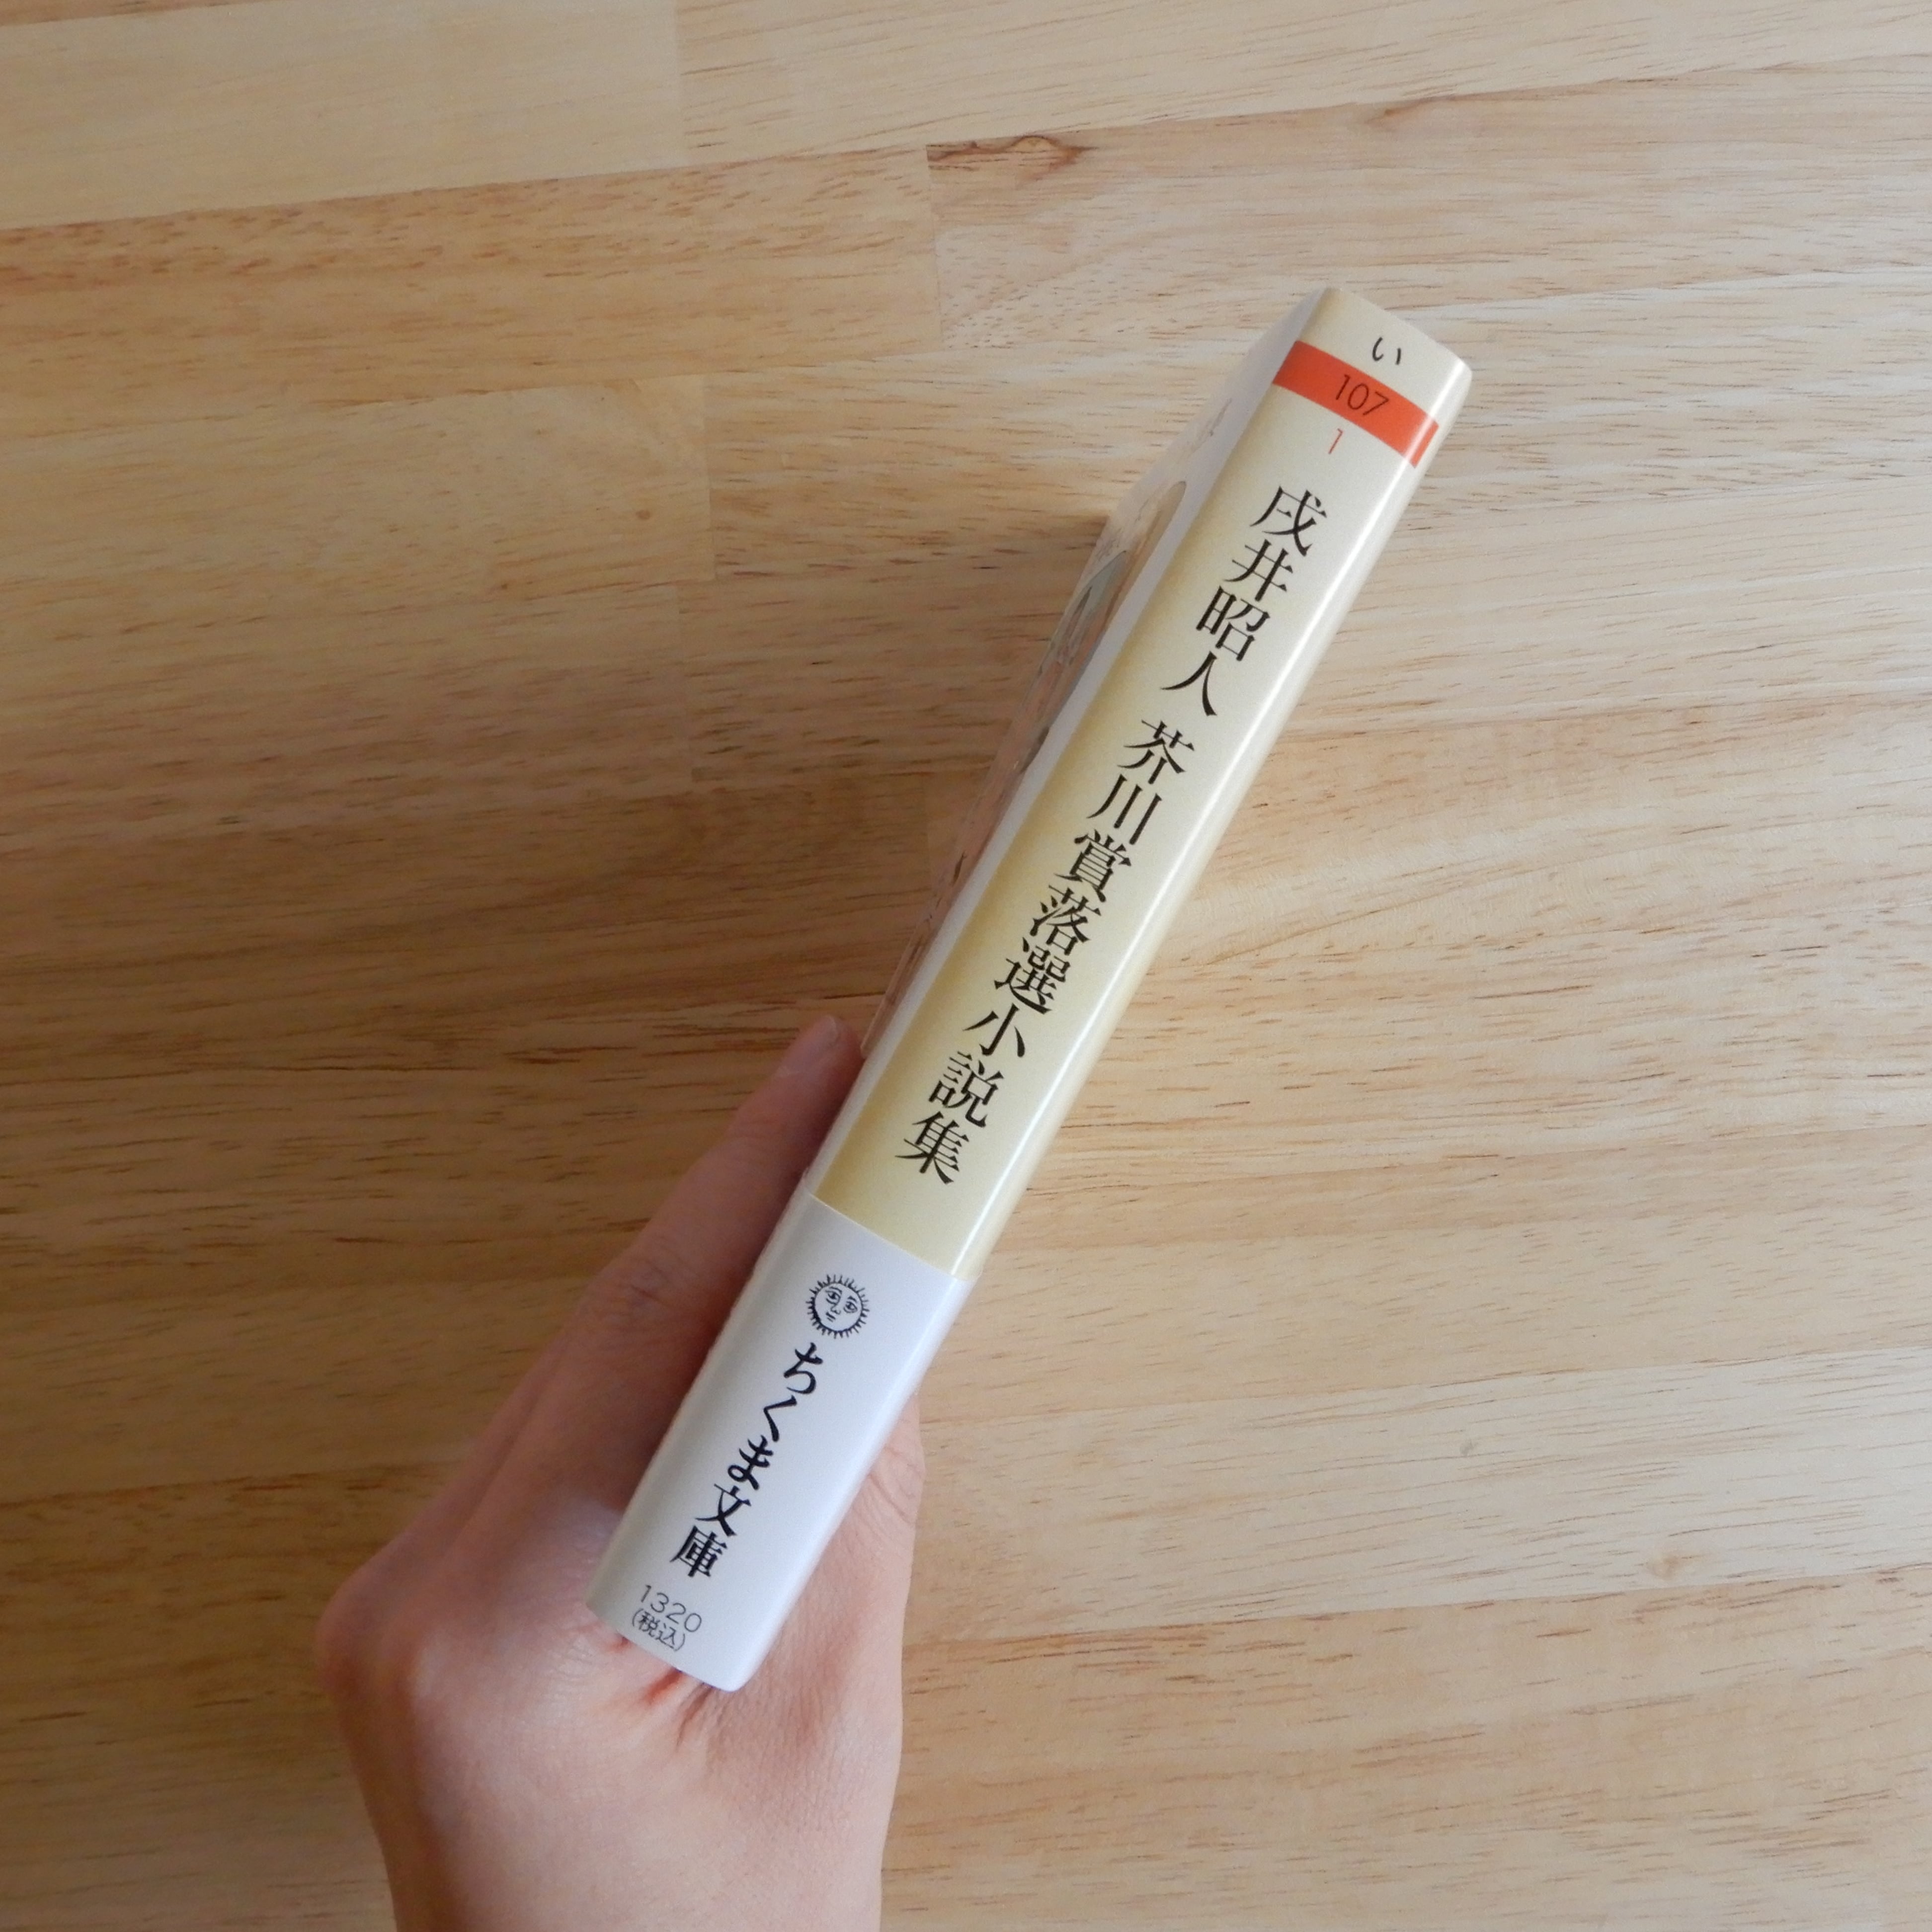 い
107
1
戌井昭人 芥川賞落選小説集
ちくま文庫
1320
(税込)